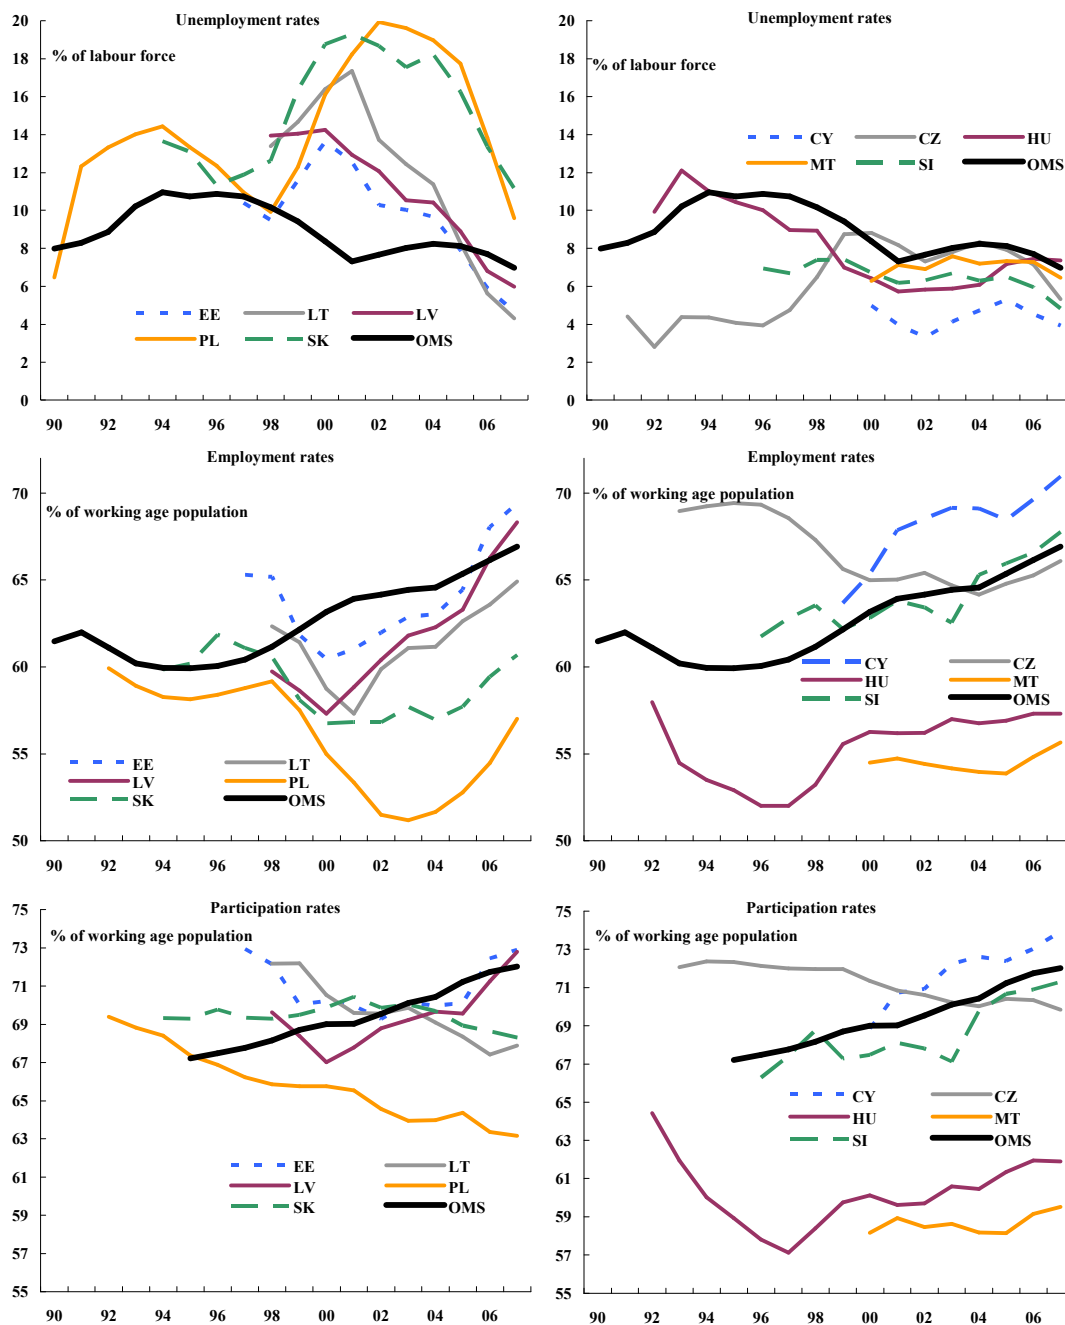 Unemployment rates
% of labour force
20
18
16
14
12
10
8
6
4
2
0
EE LT LV
PL SK OMS
90 92 94 96 98 00 02 04 06
Unemployment rates
% of labour force
20
18
16
14
12
10
8
6
4
2
0
CY CZ HU
MT SI OMS
90 92 94 96 98 00 02 04 06
Employment rates
% of working age population
70
65
60
55
50
EE LT
LV PL
SK OMS
90 92 94 96 98 00 02 04 06
Employment rates
% of working age population
70
65
60
55
50
CY CZ
HU MT
SI OMS
90 92 94 96 98 00 02 04 06
Participation rates
% of working age population
75
73
71
69
67
65
63
61
59
57
55
EE LT
LV PL
SK OMS
90 92 94 96 98 00 02 04 06
Participation rates
% of working age population
75
73
71
69
67
65
63
61
59
57
55
CY CZ
HU MT
SI OMS
90 92 94 96 98 00 02 04 06